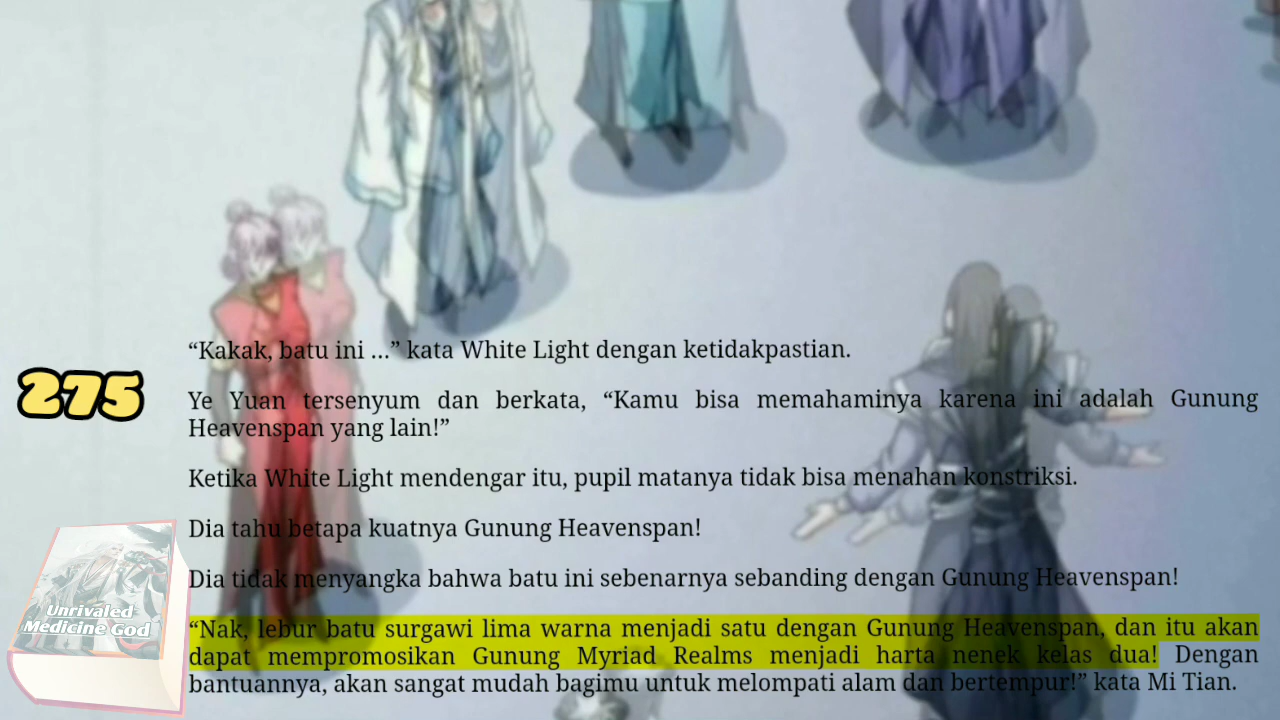 “Kakak, batu ini ...” kata White Light dengan ketidakpastian.
275
Ye Yuan tersenyum dan berkata, “Kamu bisa memahaminya karena ini adalah Gunung
Heavenspan yang lain!”
Ketika White Light mendengar itu, pupil matanya tidak bisa menahan konstriksi.
Dia tahu betapa kuatnya Gunung Heavenspan!
Dia tidak menyangka bahwa batu ini sebenarnya sebanding dengan Gunung Heavenspan!
Unrivaled
Medicine God
“Nak, lebur batu surgawi lima warna menjadi satu dengan Gunung Heavenspan, dan itu akan
dapat mempromosikan Gunung Myriad Realms menjadi harta nenek kelas dua! Dengan
bantuannya, akan sangat mudah bagimu untuk melompati alam dan bertempur!” kata Mi Tian.